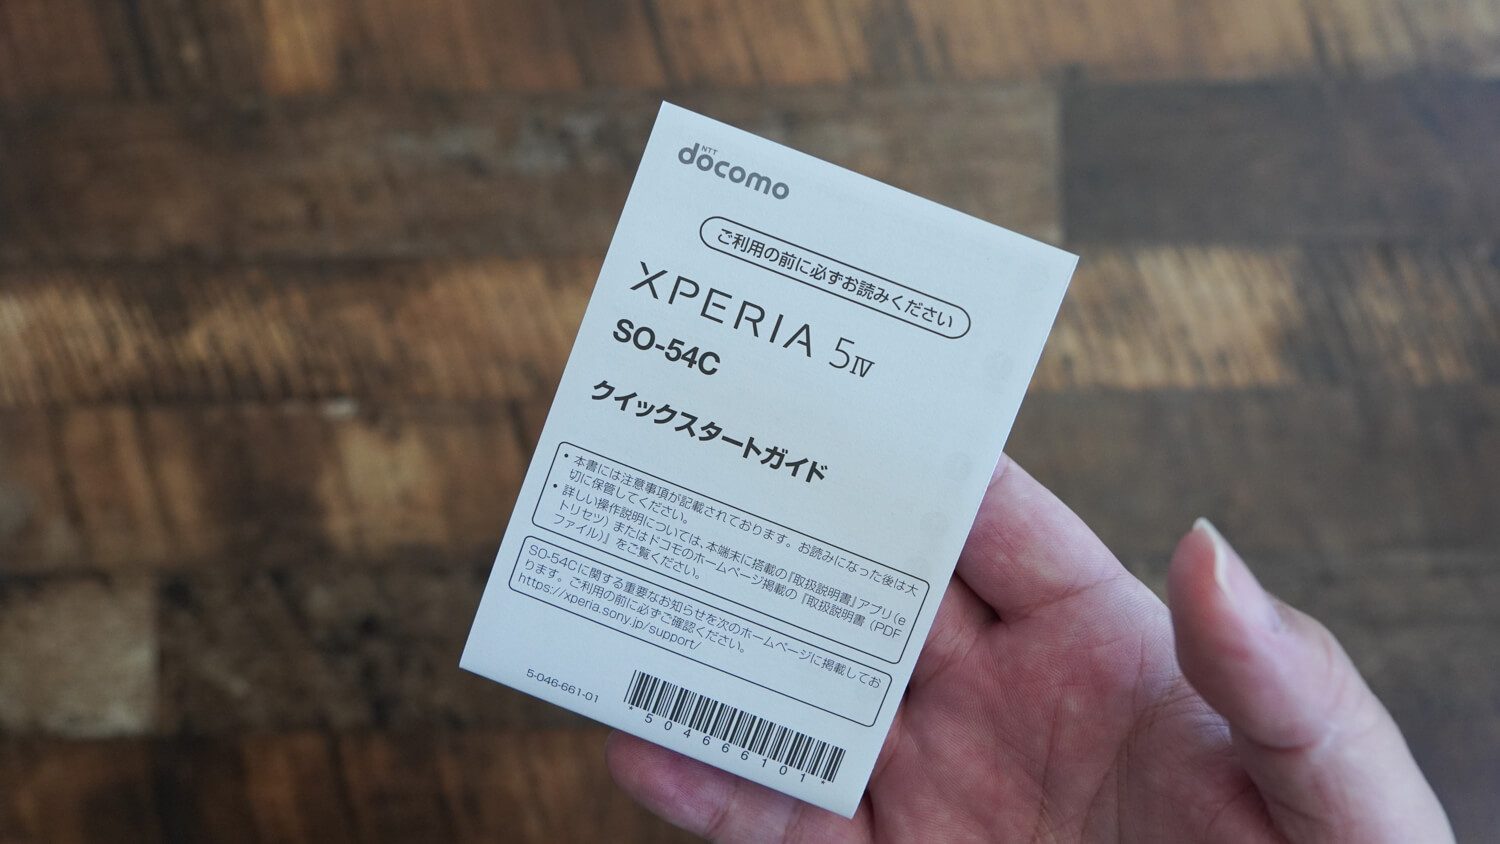 NTT
docomo
ご利用の前に必ずお読みください
XPERIA 5 IV
SO-54C
クイックスタートガイド
• 本書には注意事項が記載されております。お読みになった後は大
切に保管してください。
• 詳しい操作説明については、本端末に搭載の『取扱説明書』アプリ（e
トリセツ）またはドコモのホームページ掲載の『取扱説明書（PDF
ファイル）』をご覧ください。
SO-54Cに関する重要なお知らせを次のホームページに掲載してお
ります。ご利用の前に必ずご確認ください。
https://xperia.sony.jp/support/
5-046-661-01
*504666101*